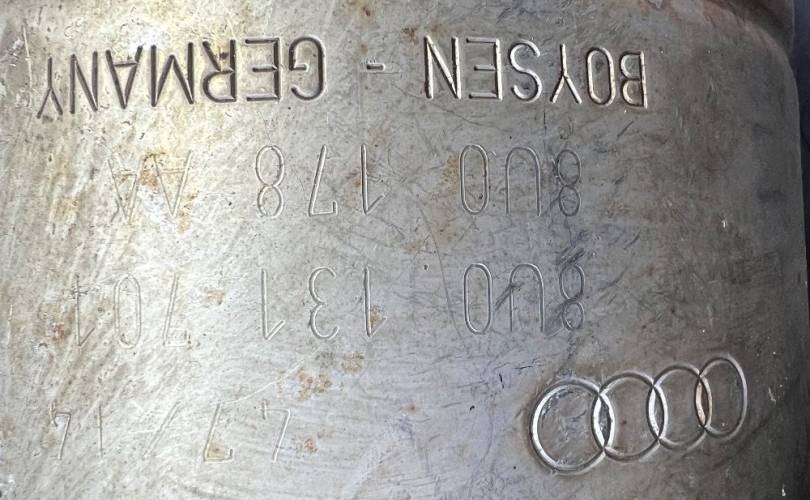 8U0 131 701
8U0 178 AA
BOYSEN - GERMANY